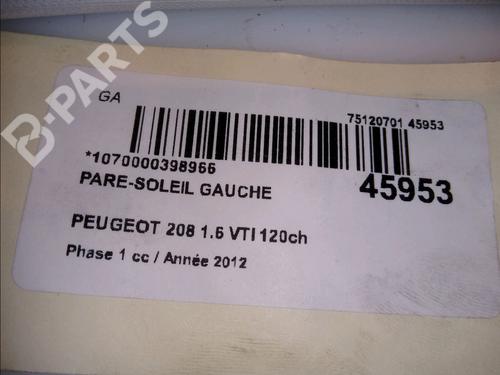 B-PARTS
GA
75120701 45953
*1070000398966
PARE-SOLEIL GAUCHE
45953
PEUGEOT 208 1.6 VTI 120ch
Phase 1 cc / Année 2012